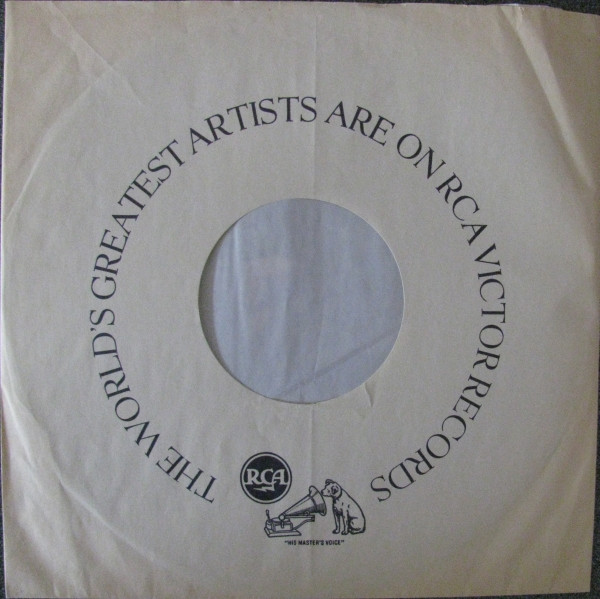 THE WORLD'S GREATEST ARTISTS ARE ON RCA VICTOR RECORDS
RCA
"HIS MASTER'S VOICE"